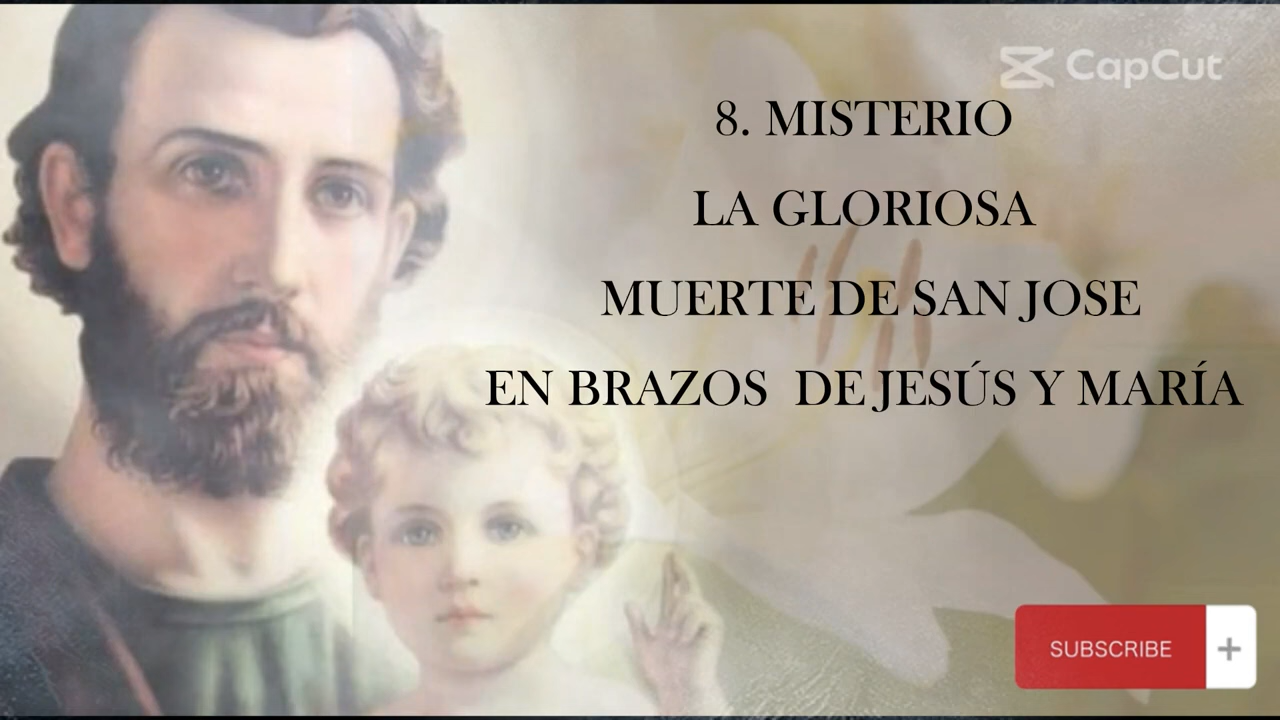 CapCut
8. MISTERIO
LA GLORIOSA
MUERTE DE SAN JOSE
EN BRAZOS DE JESÚS Y MARÍA
SUBSCRIBE